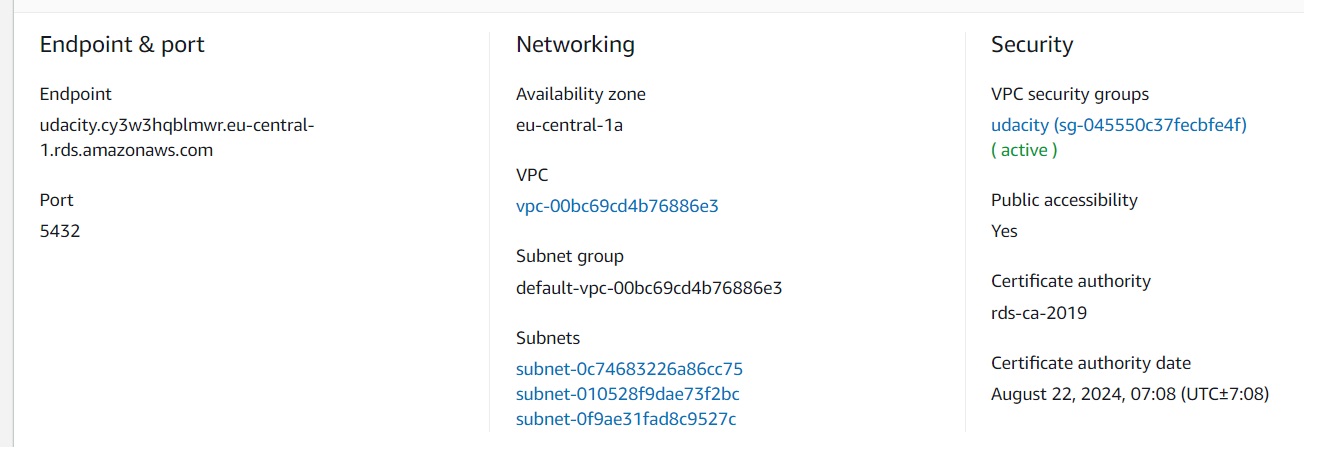 Endpoint & port
Endpoint
udacity.cy3w3hqblmwr.eu-central-
1.rds.amazonaws.com
Port
5432
Networking
Availability zone
eu-central-1a
VPC
vpc-00bc69cd4b76886e3
Subnet group
default-vpc-00bc69cd4b76886e3
Subnets
subnet-0c74683226a86cc75
subnet-010528f9dae73f2bc
subnet-0f9ae31fad8c9527c
Security
VPC security groups
udacity (sg-045550c37fecbfe4f)
( active )
Public accessibility
Yes
Certificate authority
rds-ca-2019
Certificate authority date
August 22, 2024, 07:08 (UTC±7:08)